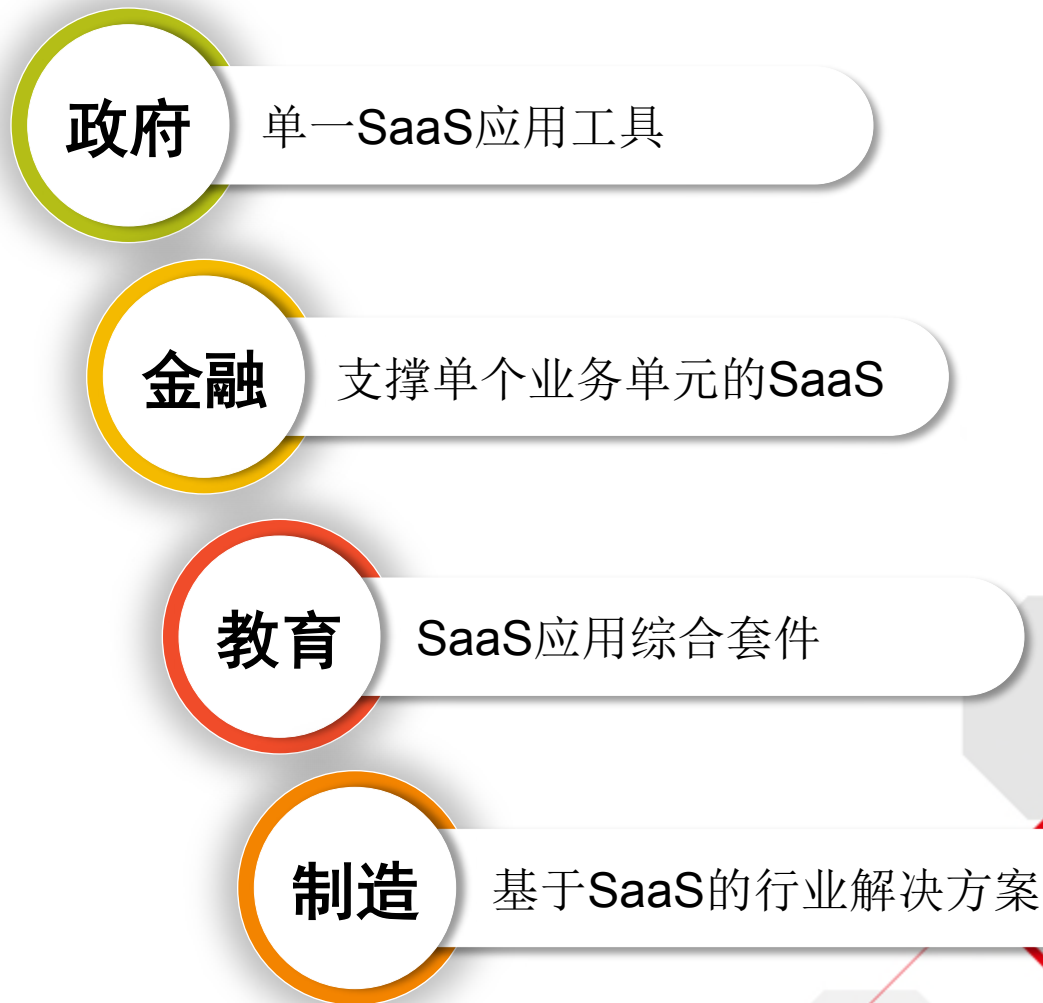 政府
单一SaaS应用工具
金融
支撑单个业务单元的SaaS
教育
SaaS应用综合套件
制造
基于SaaS的行业解决方案